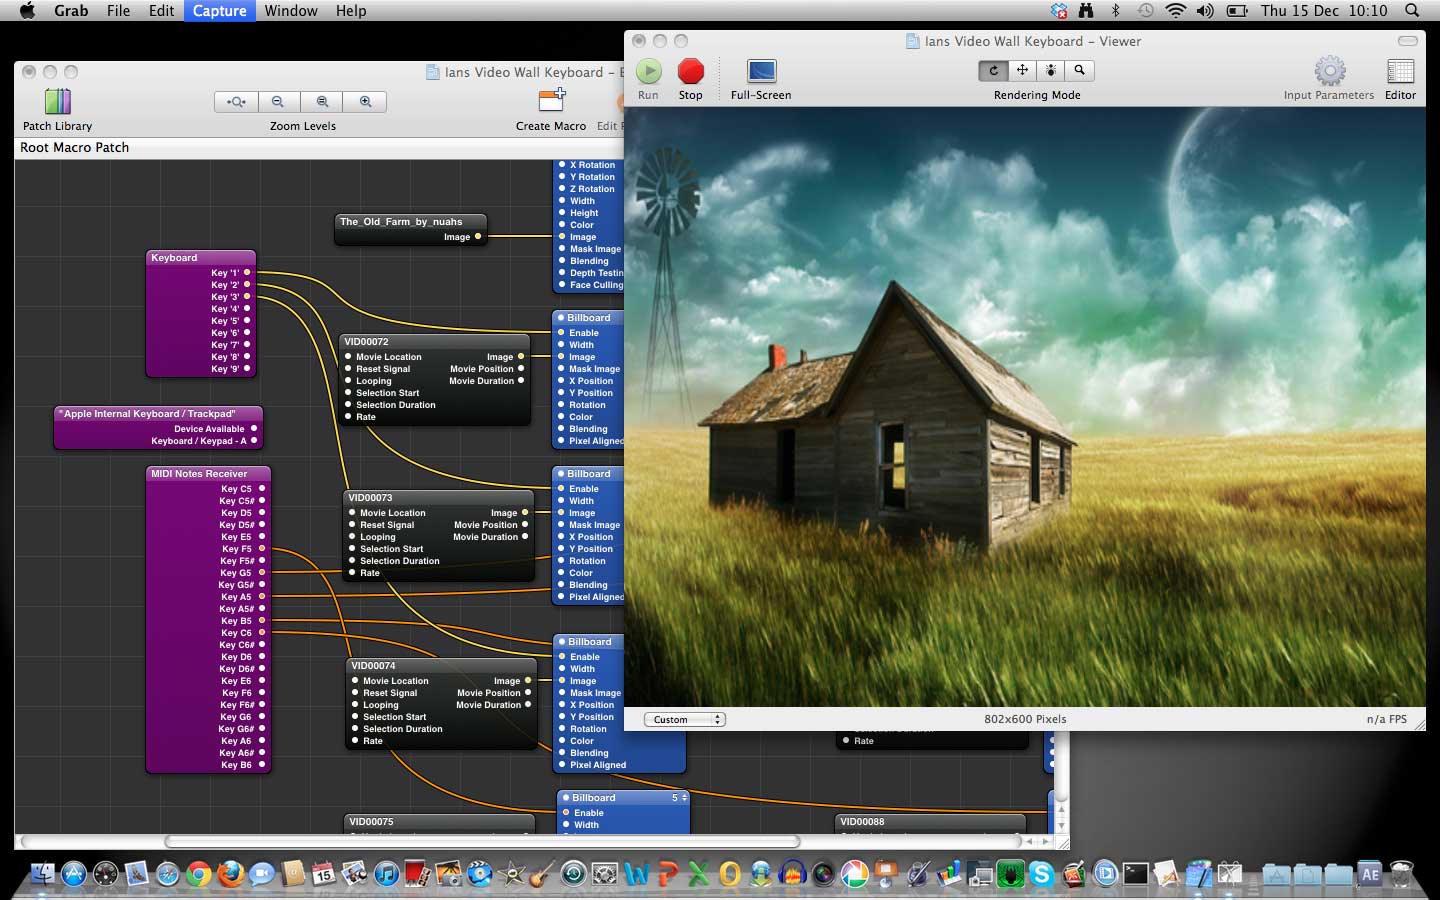 Grab File Edit Capture Window Help
Thu 15 Dec 10:10
Ians Video Wall Keyboard – E
Patch Library
Zoom Levels
Create Macro
Edit
Root Macro Patch
Keyboard
Key '1'
Key '2'
Key '3'
Key '4'
Key '5'
Key '6'
Key '7'
Key '8'
Key '9'
"Apple Internal Keyboard / Trackpad"
Device Available
Keyboard / Keypad - A
MIDI Notes Receiver
Key C5
Key C5#
Key D5
Key D5#
Key E5
Key F5
Key F5#
Key G5
Key G5#
Key A5
Key A5#
Key B5
Key C6
Key C6#
Key D6
Key D6#
Key E6
Key F6
Key F6#
Key G6
Key G6#
Key A6
Key A6#
Key B6
The_Old_Farm_by_nuahs
Image
VID00072
Movie Location Image
Reset Signal Movie Position
Looping Movie Duration
Selection Start
Selection Duration
Rate
VID00073
Movie Location Image
Reset Signal Movie Position
Looping Movie Duration
Selection Start
Selection Duration
Rate
VID00074
Movie Location Image
Reset Signal Movie Position
Looping Movie Duration
Selection Start
Selection Duration
Rate
VID00075
X Rotation
Y Rotation
Z Rotation
Width
Height
Color
Image
Mask Image
Blending
Depth Testin
Face Culling
Billboard
Enable
Width
Image
Mask Image
X Position
Y Position
Rotation
Color
Blending
Pixel Aligned
Billboard
Enable
Width
Image
Mask Image
X Position
Y Position
Rotation
Color
Blending
Pixel Aligned
Billboard
Enable
Width
Image
Mask Image
X Position
Y Position
Rotation
Color
Blending
Pixel Aligned
Billboard 5
Enable
Width
Rate
VID00088
Ians Video Wall Keyboard – Viewer
Run
Stop
Full-Screen
Rendering Mode
Input Parameters
Editor
Custom
802x600 Pixels
n/a FPS
15
AE